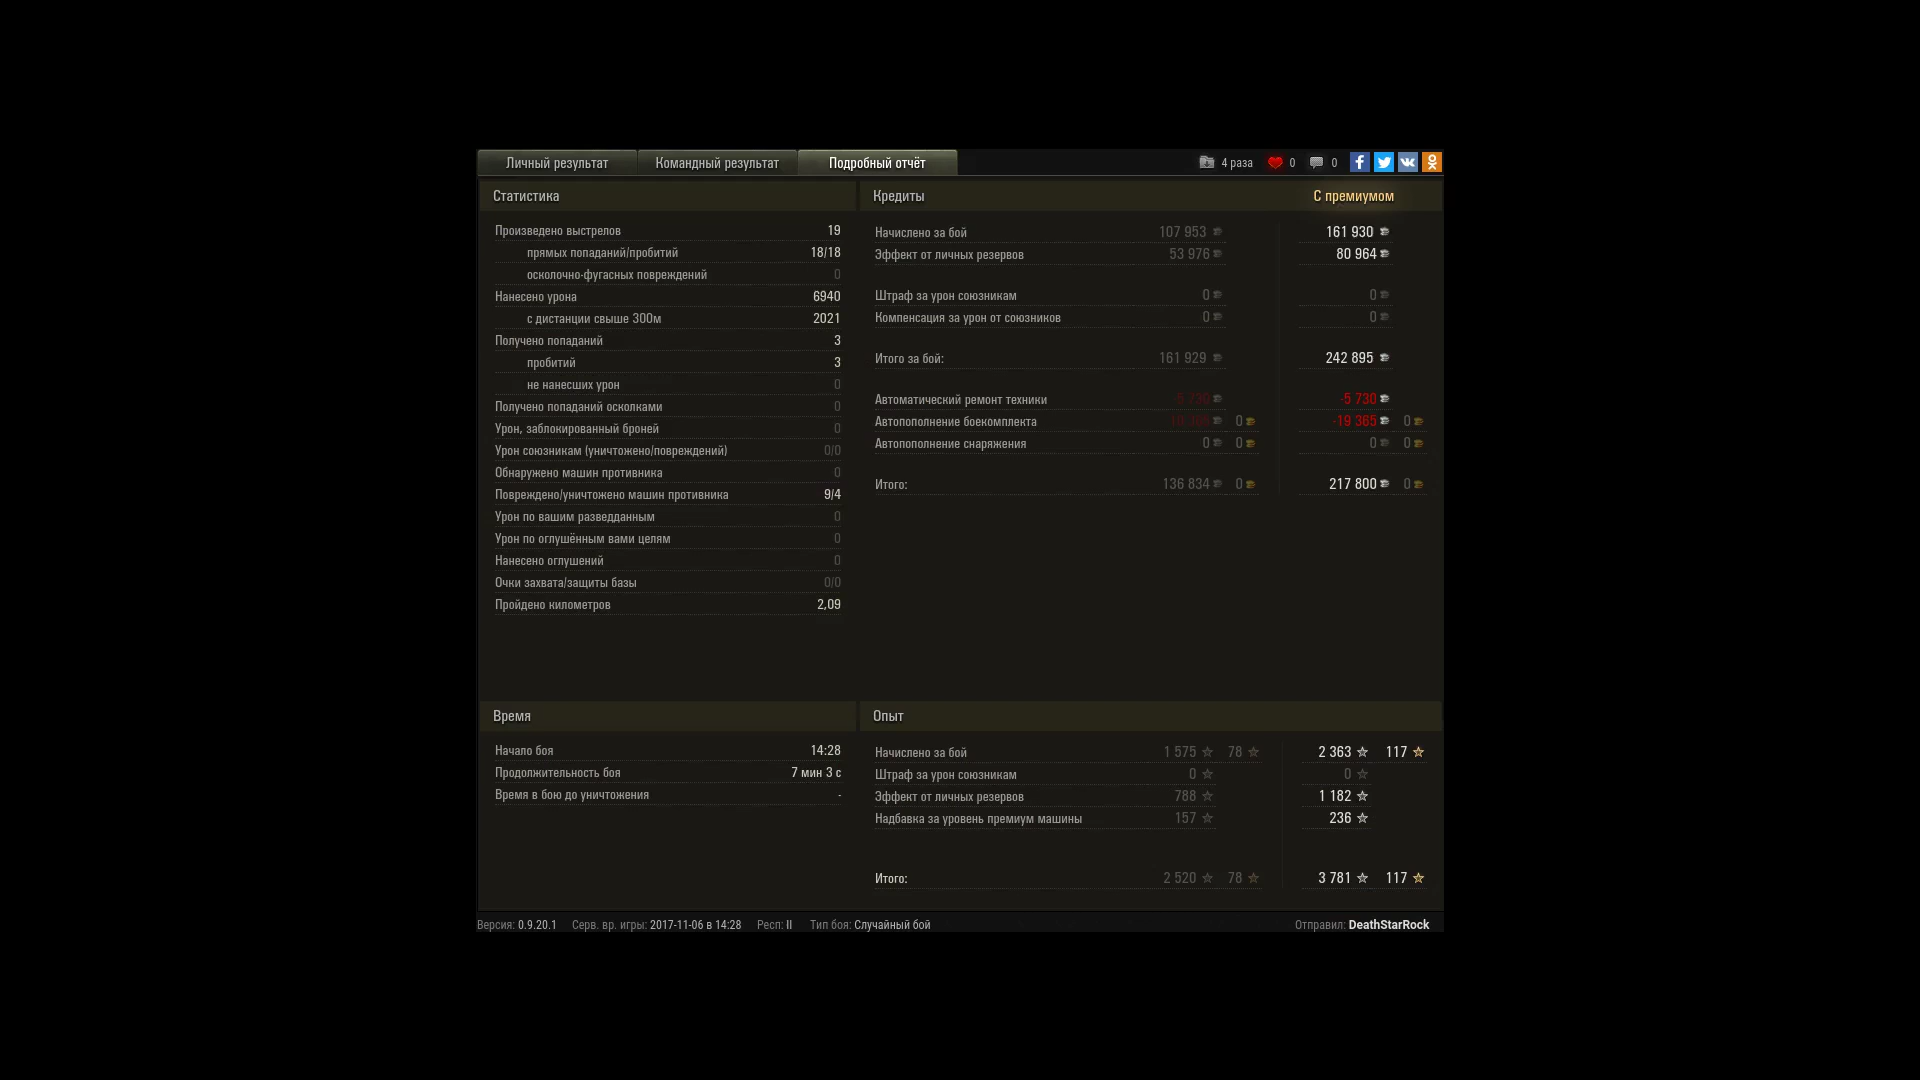 Личный результат Командный результат Подробный отчёт 4 раза 0 0
Статистика
Произведено выстрелов 19
прямых попаданий/пробитий 18/18
осколочно-фугасных повреждений 0
Нанесено урона 6940
с дистанции свыше 300м 2021
Получено попаданий 3
пробитий 3
не нанесших урон 0
Получено попаданий осколками 0
Урон, заблокированный броней 0
Урон союзникам (уничтожено/повреждений) 0/0
Обнаружено машин противника 0
Повреждено/уничтожено машин противника 9/4
Урон по вашим разведданным 0
Урон по оглушённым вами целям 0
Нанесено оглушений 0
Очки захвата/защиты базы 0/0
Пройдено километров 2,09
Кредиты С премиумом
Начислено за бой 107 953 161 930
Эффект от личных резервов 53 976 80 964
Штраф за урон союзникам 0 0
Компенсация за урон от союзников 0 0
Итого за бой: 161 929 242 895
Автоматический ремонт техники -5 730 -5 730
Автопополнение боекомплекта 0 -19 365 0
Автопополнение снаряжения 0 0 0 0
Итого: 136 834 0 217 800 0
Время
Начало боя 14:28
Продолжительность боя 7 мин 3 с
Время в бою до уничтожения -
Опыт
Начислено за бой 1 575 78 2 363 117
Штраф за урон союзникам 0 0
Эффект от личных резервов 788 1 182
Надбавка за уровень премиум машины 157 236
Итого: 2 520 78 3 781 117
Версия: 0.9.20.1 Серв. вр. игры: 2017-11-06 в 14:28 Респ: II Тип боя: Случайный бой Отправил: DeathStarRock